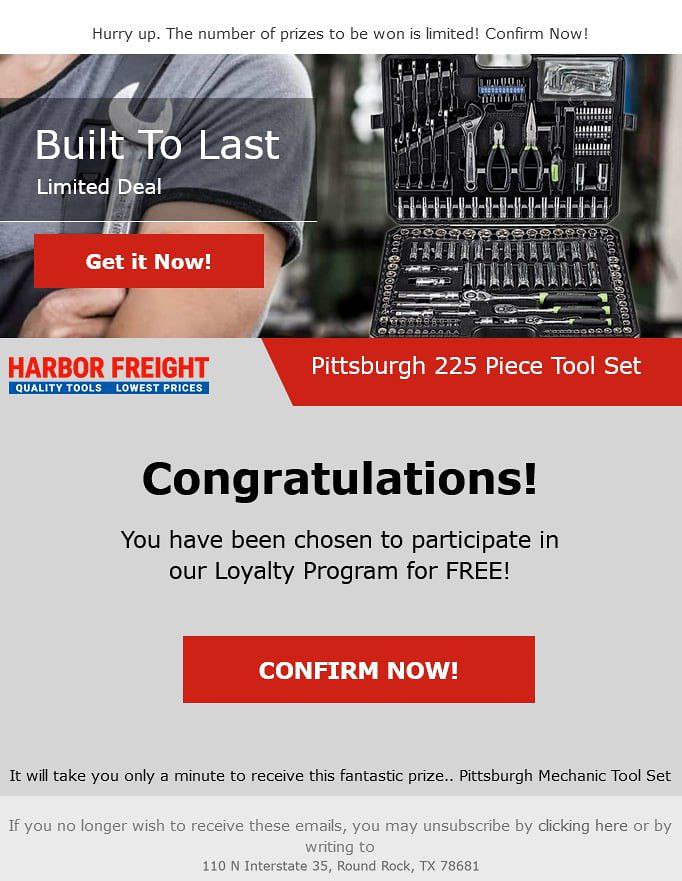 Hurry up. The number of prizes to be won is limited! Confirm Now!
Built To Last
Limited Deal
Get it Now!
HARBOR FREIGHT
QUALITY TOOLS LOWEST PRICES
Pittsburgh 225 Piece Tool Set
Congratulations!
You have been chosen to participate in
our Loyalty Program for FREE!
CONFIRM NOW!
It will take you only a minute to receive this fantastic prize.. Pittsburgh Mechanic Tool Set
If you no longer wish to receive these emails, you may unsubscribe by clicking here or by
writing to
110 N Interstate 35, Round Rock, TX 78681